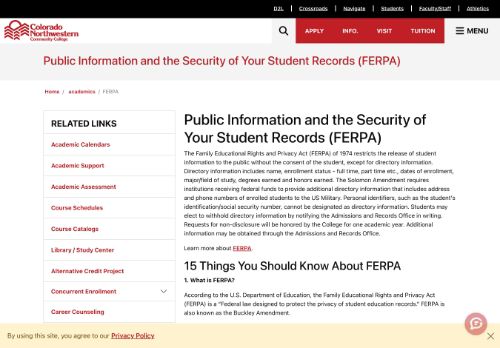 D2L | Crossroads | Navigate | Students | Faculty/Staff | Athletics
Colorado
Northwestern
Community College
APPLY INFO. VISIT TUITION MENU
Public Information and the Security of Your Student Records (FERPA)
Home / academics / FERPA
RELATED LINKS
Academic Calendars
Academic Support
Academic Assessment
Course Schedules
Course Catalogs
Library / Study Center
Alternative Credit Project
Concurrent Enrollment
Career Counseling
Public Information and the Security of
Your Student Records (FERPA)
The Family Educational Rights and Privacy Act (FERPA) of 1974 restricts the release of student
information to the public without the consent of the student, except for directory information.
Directory information includes name, enrollment status - full time, part time etc., dates of enrollment,
major/field of study, degrees earned and honors earned. The Solomon Amendment requires
institutions receiving federal funds to provide additional directory information that includes address
and phone numbers of enrolled students to the US Military. Personal identifiers, such as the student's
identification/social security number, cannot be designated as directory information. Students may
elect to withhold directory information by notifying the Admissions and Records Office in writing.
Requests for non-disclosure will be honored by the College for one academic year. Additional
information may be obtained through the Admissions and Records Office.
Learn more about FERPA.
15 Things You Should Know About FERPA
1. What is FERPA?
According to the U.S. Department of Education, the Family Educational Rights and Privacy Act
(FERPA) is a "Federal law designed to protect the privacy of student education records." FERPA is
also known as the Buckley Amendment.
By using this site, you agree to our Privacy Policy